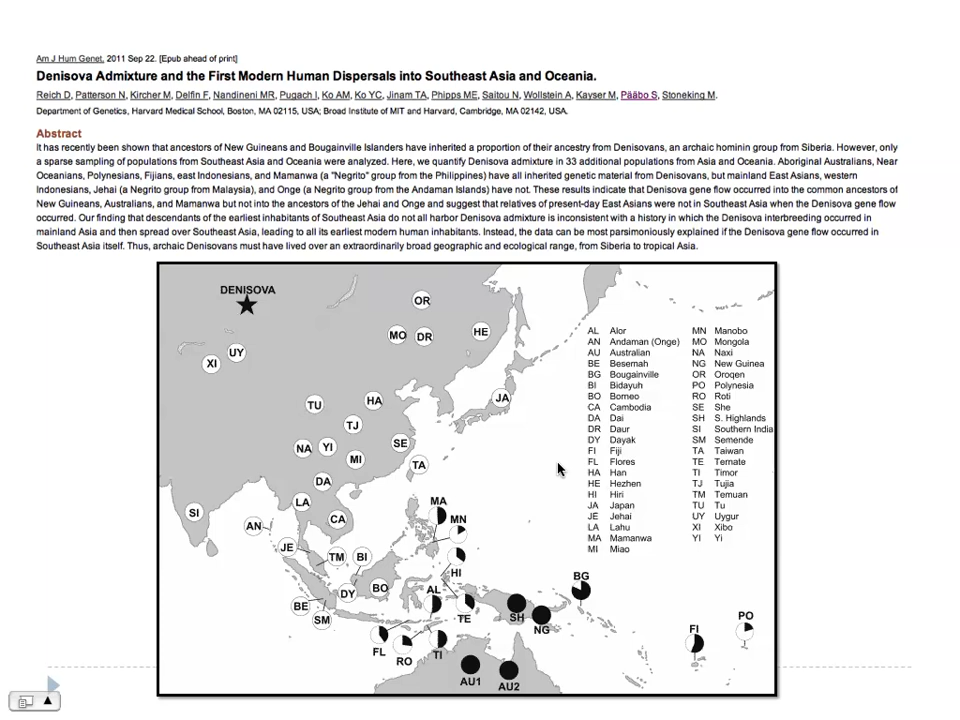 Am J Hum Genet. 2011 Sep 22. [Epub ahead of print]
Denisova Admixture and the First Modern Human Dispersals into Southeast Asia and Oceania.
Reich D, Patterson N, Kircher M, Delfin F, Nandineni MR, Pugach I, Ko AM, Ko YC, Jinam TA, Phipps ME, Saitou N, Wollstein A, Kayser M, Pääbo S, Stoneking M.
Department of Genetics, Harvard Medical School, Boston, MA 02115, USA; Broad Institute of MIT and Harvard, Cambridge, MA 02142, USA.
Abstract
It has recently been shown that ancestors of New Guineans and Bougainville Islanders have inherited a proportion of their ancestry from Denisovans, an archaic hominin group from Siberia. However, only
a sparse sampling of populations from Southeast Asia and Oceania were analyzed. Here, we quantify Denisova admixture in 33 additional populations from Asia and Oceania. Aboriginal Australians, Near
Oceanians, Polynesians, Fijians, east Indonesians, and Mamanwa (a "Negrito" group from the Philippines) have all inherited genetic material from Denisovans, but mainland East Asians, western
Indonesians, Jehai (a Negrito group from Malaysia), and Onge (a Negrito group from the Andaman Islands) have not. These results indicate that Denisova gene flow occurred into the common ancestors of
New Guineans, Australians, and Mamanwa but not into the ancestors of the Jehai and Onge and suggest that relatives of present-day East Asians were not in Southeast Asia when the Denisova gene flow
occurred. Our finding that descendants of the earliest inhabitants of Southeast Asia do not all harbor Denisova admixture is inconsistent with a history in which the Denisova interbreeding occurred in
mainland Asia and then spread over Southeast Asia, leading to all its earliest modern human inhabitants. Instead, the data can be most parsimoniously explained if the Denisova gene flow occurred in
Southeast Asia itself. Thus, archaic Denisovans must have lived over an extraordinarily broad geographic and ecological range, from Siberia to tropical Asia.
DENISOVA
OR
MO DR HE
UY
XI
TU HA JA
TJ
NA YI SE
MI TA
DA
LA
SI CA MA
AN MN
JE TM BI
HI
DY BO AL
BE TE SH BG
SM NG
FL RO TI
FI PO
AU1 AU2
AL Alor
AN Andaman (Onge)
AU Australian
BE Besemah
BG Bougainville
BI Bidayuh
BO Borneo
CA Cambodia
DA Dai
DR Daur
DY Dayak
FI Fiji
FL Flores
HA Han
HE Hezhen
HI Hiri
JA Japan
JE Jehai
LA Lahu
MA Mamanwa
MI Miao
MN Manobo
MO Mongola
NA Naxi
NG New Guinea
OR Oroqen
PO Polynesia
RO Roti
SE She
SH S. Highlands
SI Southern India
SM Semende
TA Taiwan
TE Ternate
TI Timor
TJ Tujia
TM Temuan
TU Tu
UY Uygur
XI Xibo
YI Yi